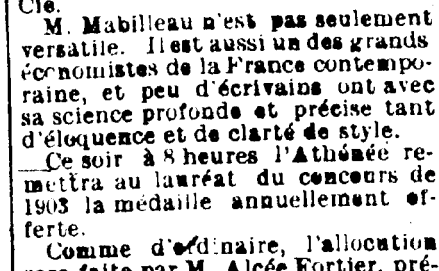 Cie.
M. Mabilleau n'est pas seulement
versatile. Il est aussi un des grands
économistes de la France contempo-
raine, et peu d'écrivains ont avec
sa science profonde et précise tant
d'éloquence et de clarté de style.
Ce soir à 8 heures l'Athénée re-
mettra au lauréat du concours de
1903 la médaille annuellement of-
ferte.
Comme d'ordinaire, l'allocution
sera faite par M. Alcée Fortier, pré-